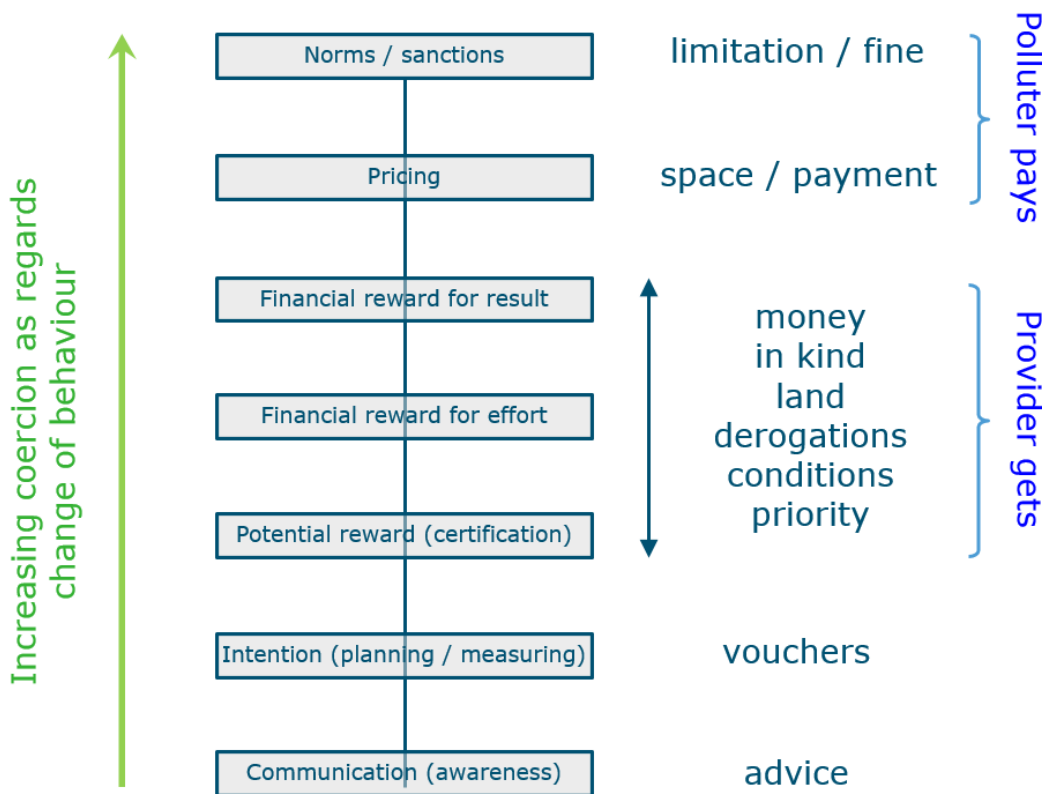 Norms / sanctions
limitation / fine
Pricing
space / payment
Polluter pays
Financial reward for result
Financial reward for effort
Potential reward (certification)
money
in kind
land
derogations
conditions
priority
Provider gets
Intention (planning / measuring)
vouchers
Communication (awareness)
advice
Increasing coercion as regards
change of behaviour